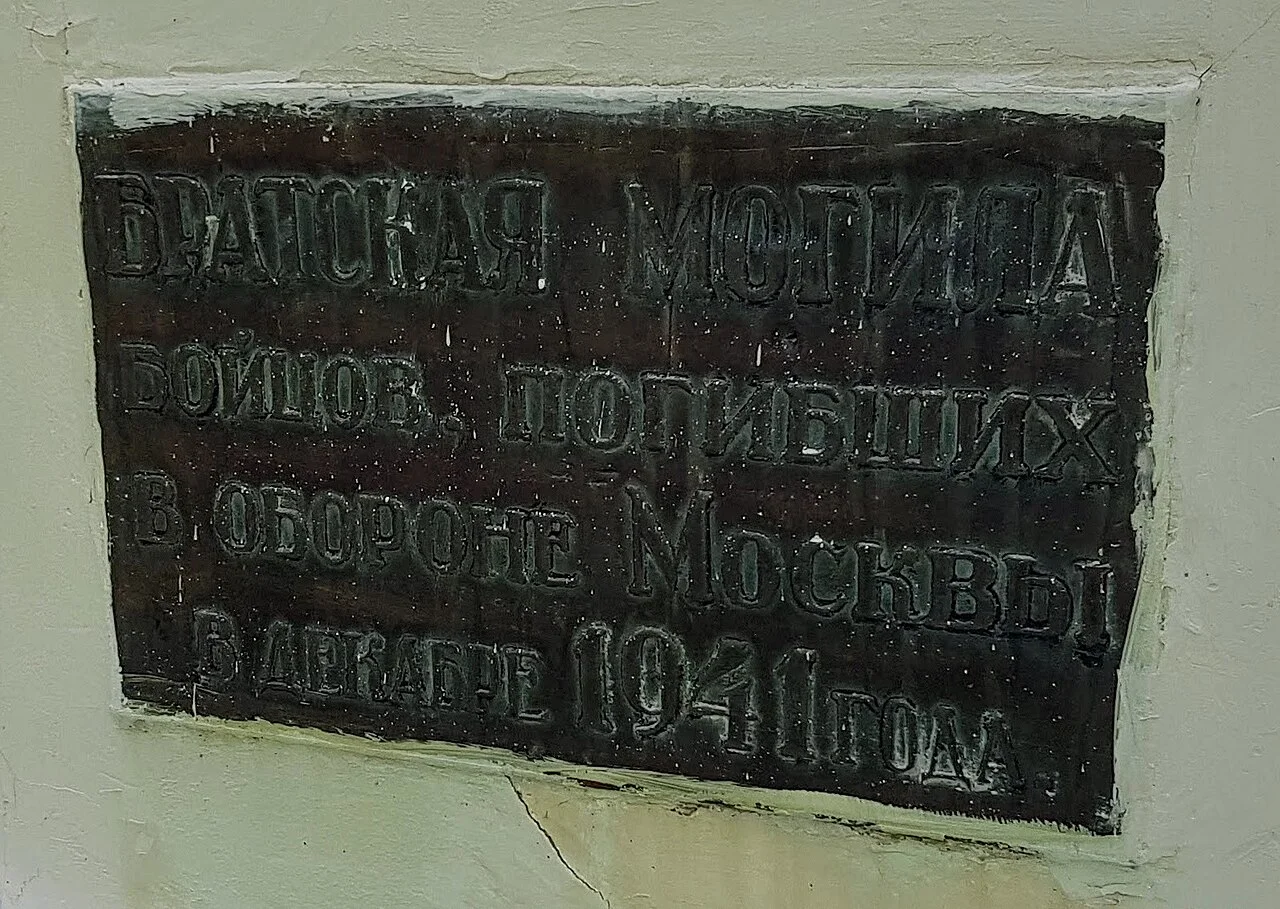 БРАТСКАЯ МОГИЛА
БОЙЦОВ, ПОГИБШИХ
В ОБОРОНЕ МОСКВЫ
В ДЕКАБРЕ 1941 ГОДА.